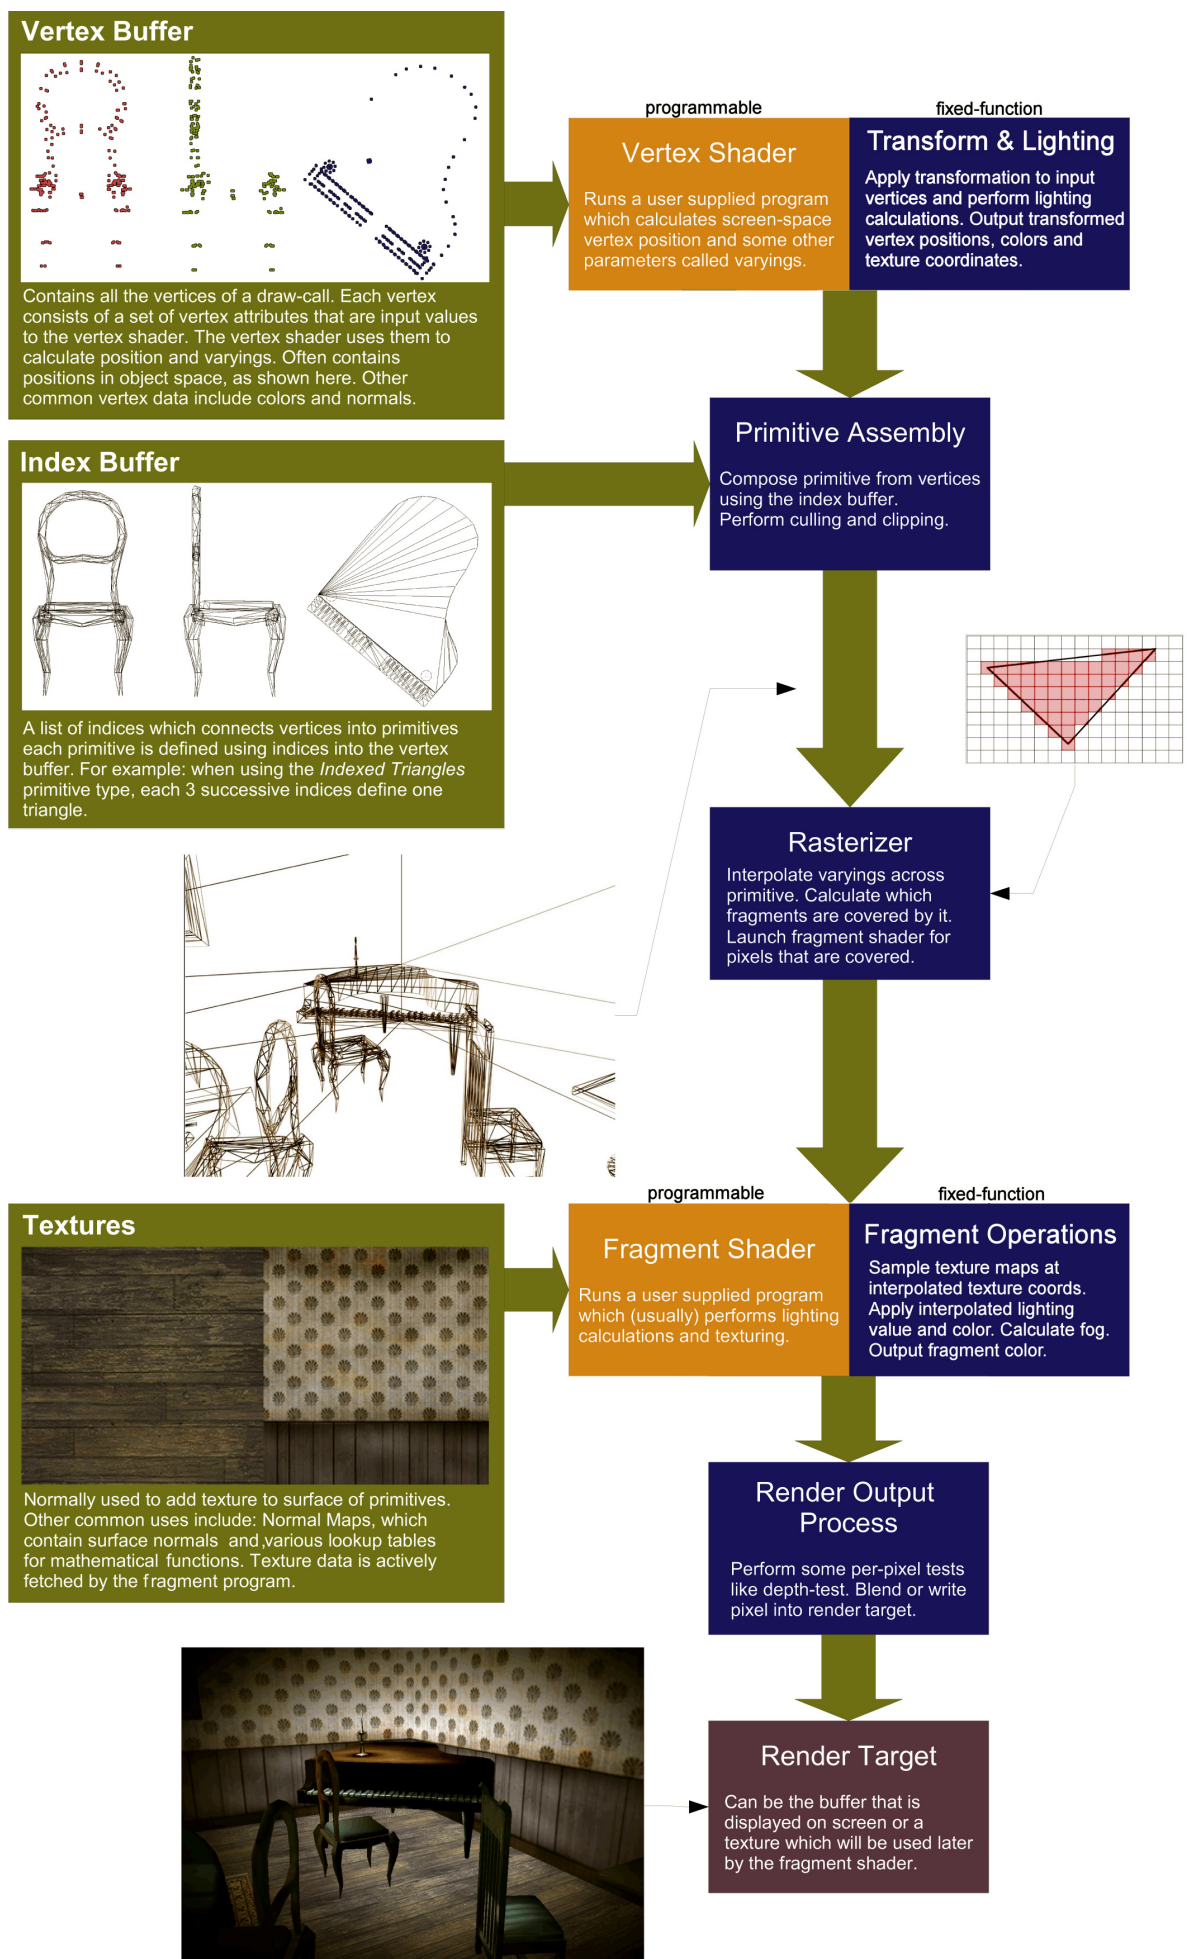 Vertex Buffer
Contains all the vertices of a draw-call. Each vertex
consists of a set of vertex attributes that are input values
to the vertex shader. The vertex shader uses them to
calculate position and varyings. Often contains
positions in object space, as shown here. Other
common vertex data include colors and normals.
programmable
Vertex Shader
Runs a user supplied program
which calculates screen-space
vertex position and some other
parameters called varyings.
fixed-function
Transform & Lighting
Apply transformation to input
vertices and perform lighting
calculations. Output transformed
vertex positions, colors and
texture coordinates.
Index Buffer
A list of indices which connects vertices into primitives
each primitive is defined using indices into the vertex
buffer. For example: when using the Indexed Triangles
primitive type, each 3 successive indices define one
triangle.
Primitive Assembly
Compose primitive from vertices
using the index buffer.
Perform culling and clipping.
Rasterizer
Interpolate varyings across
primitive. Calculate which
fragments are covered by it.
Launch fragment shader for
pixels that are covered.
Textures
Normally used to add texture to surface of primitives.
Other common uses include: Normal Maps, which
contain surface normals and,various lookup tables
for mathematical functions. Texture data is actively
fetched by the fragment program.
programmable
Fragment Shader
Runs a user supplied program
which (usually) performs lighting
calculations and texturing.
fixed-function
Fragment Operations
Sample texture maps at
interpolated texture coords.
Apply interpolated lighting
value and color. Calculate fog.
Output fragment color.
Render Output
Process
Perform some per-pixel tests
like depth-test. Blend or write
pixel into render target.
Render Target
Can be the buffer that is
displayed on screen or a
texture which will be used later
by the fragment shader.